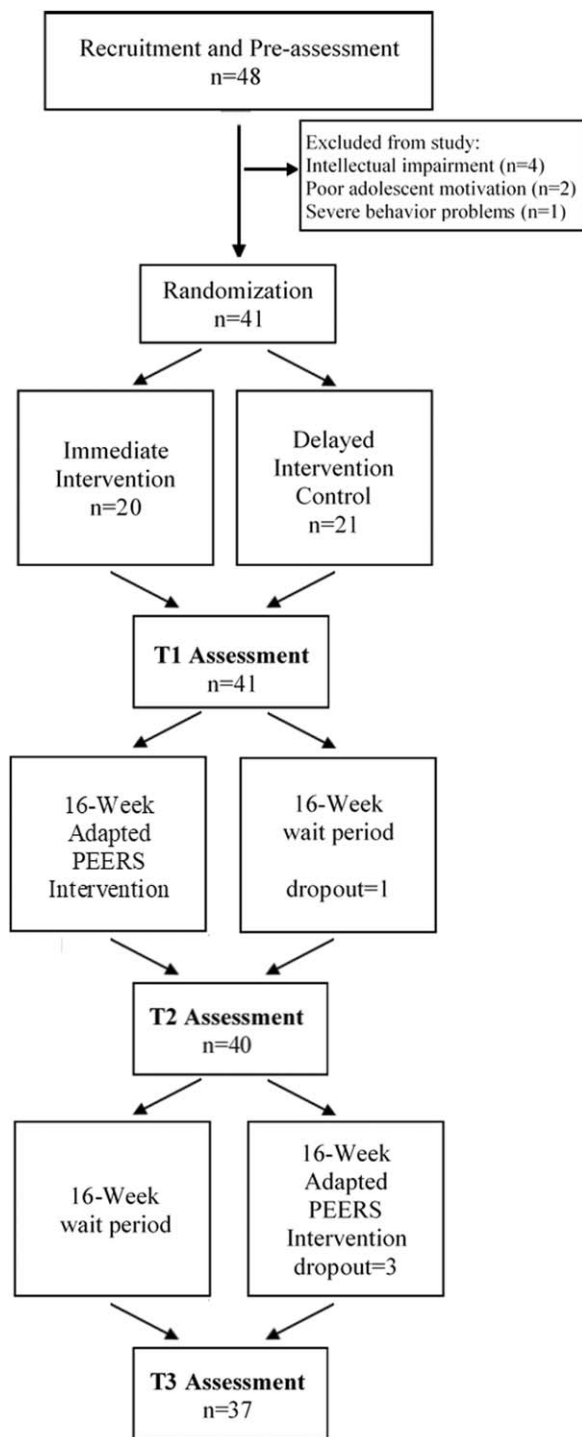 Recruitment and Pre-assessment
n=48
Excluded from study:
Intellectual impairment (n=4)
Poor adolescent motivation (n=2)
Severe behavior problems (n=1)
Randomization
n=41
Immediate
Intervention
n=20
Delayed
Intervention
Control
n=21
T1 Assessment
n=41
16-Week
Adapted
PEERS
Intervention
16-Week
wait period
dropout=1
T2 Assessment
n=40
16-Week
wait period
16-Week
Adapted
PEERS
Intervention
dropout=3
T3 Assessment
n=37